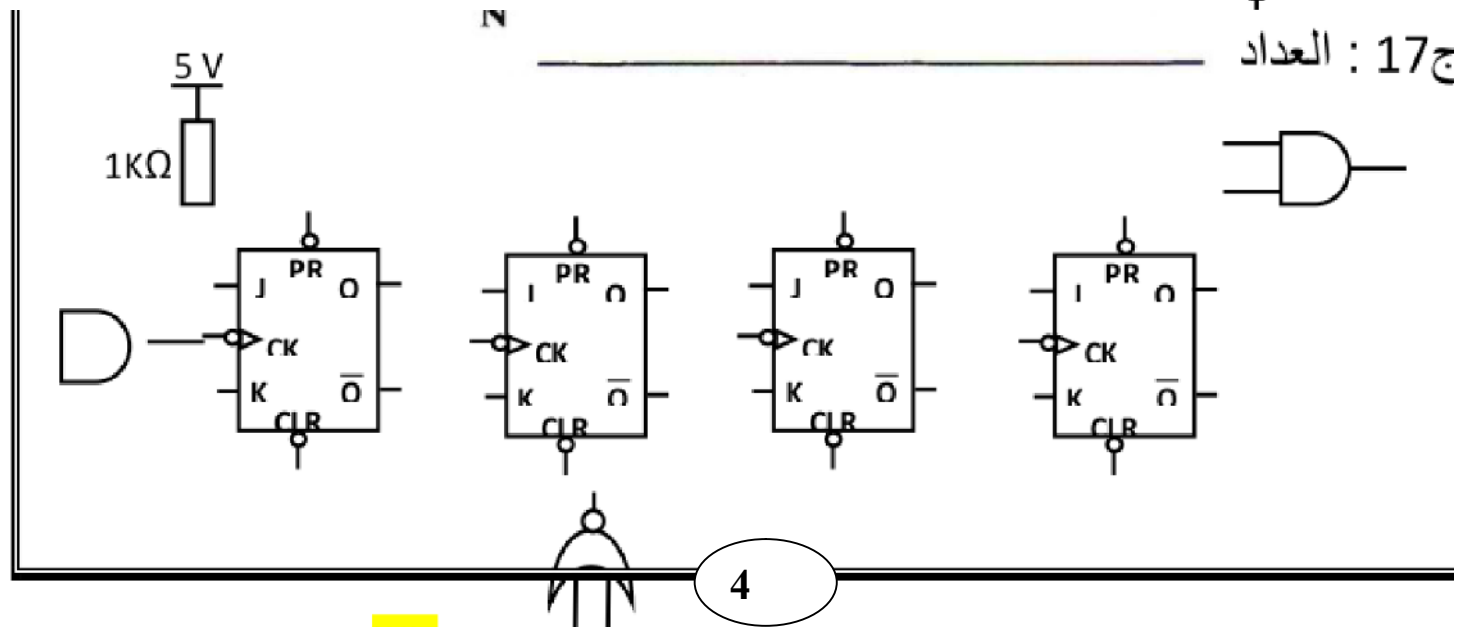 N
ج17 : العداد
5 V
1KΩ
PR PR PR PR
J Q J Q J Q J Q
CK CK CK CK
K Q̅ K Q̅ K Q̅ K Q̅
CLR CLR CLR CLR
4